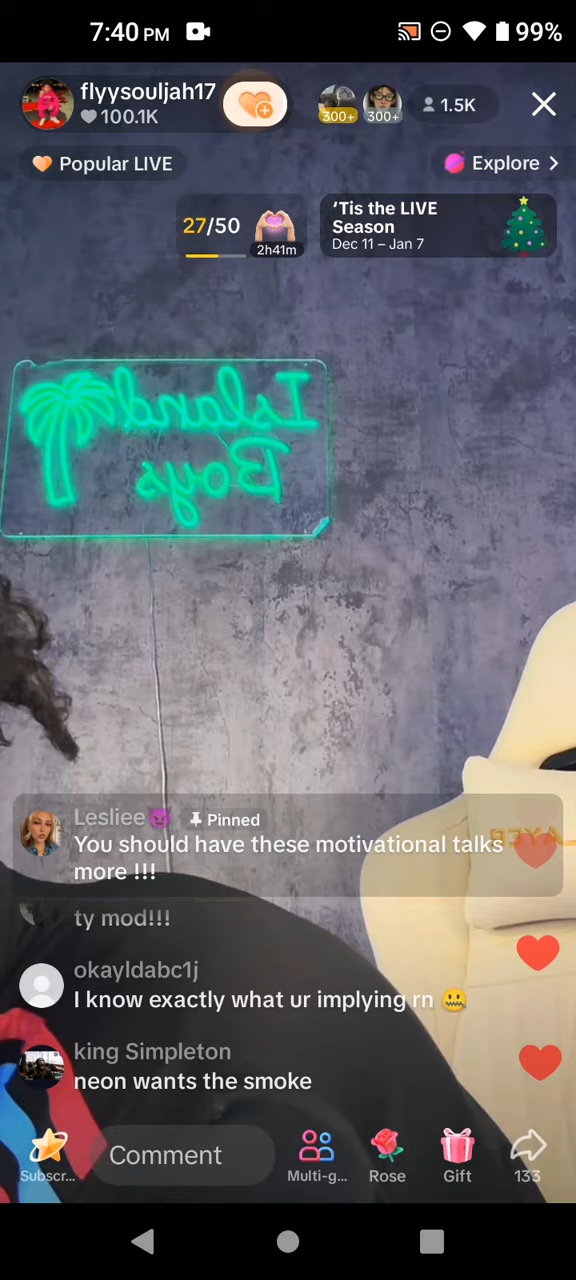 7:40 PM 99%
flyysouljah17
100.1K
300+ 300+ 1.5K
Popular LIVE
Explore >
27/50
2h41m
'Tis the LIVE
Season
Dec 11 – Jan 7
Island
Boys
Lesliee😈 Pinned
You should have these motivational talks
more !!!
ty mod!!!
okayldabc1j
I know exactly what ur implying rn 🤐
king Simpleton
neon wants the smoke
Subscr... Comment Multi-g... Rose Gift 133